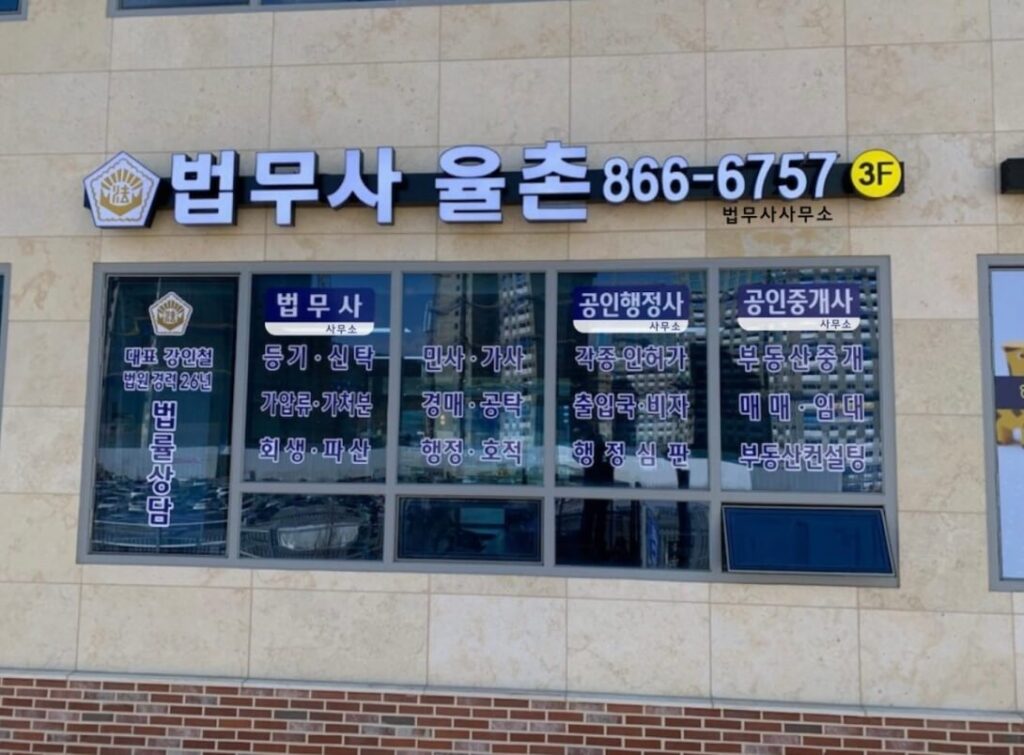 법무사 율촌 866-6757 3F
법무사사무소
法
대표 강인철
법원 경력 26년
법률상담
법무사
사무소
등기·신탁
가압류·가처분
회생·파산
민사·가사
경매·공탁
행정·호적
공인행정사
사무소
각종 인허가
출입국·비자
행정심판
공인중개사
사무소
부동산중개
매매·임대
부동산컨설팅